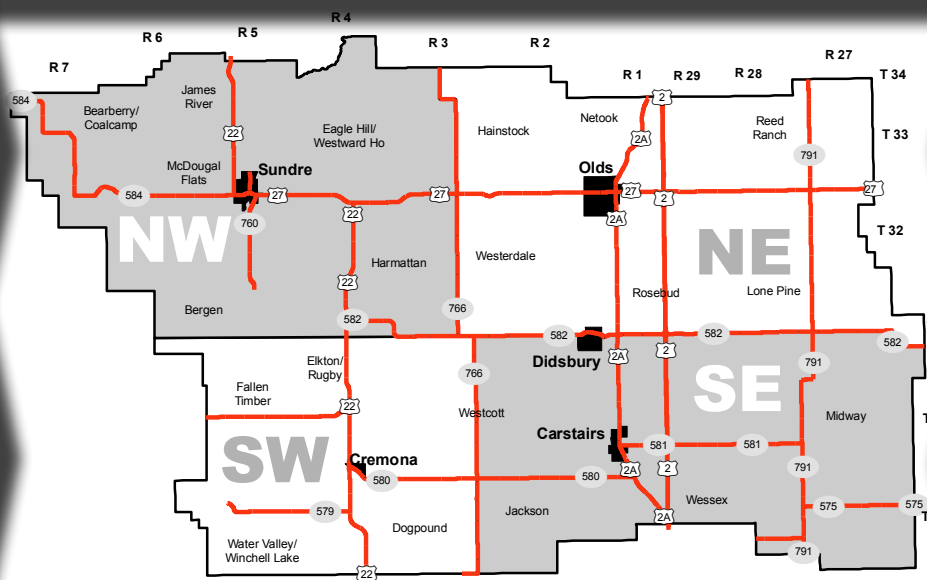 R 4
R 6
R 5
R 3
R 2
R 27
R 7
R 1
R 29
R 28
T 34
584
James
River
2
Bearberry/
Coalcamp
22
Eagle Hill/
Westward Ho
Hainstock
Netook
2A
Reed
Ranch
T 33
791
McDougal
Flats
Sundre
Olds
584
27
27
27
2
27
22
2A
760
T 32
NW
Harmattan
Westerdale
NE
22
Rosebud
Lone Pine
Bergen
766
582
582
582
582
2A
2
Elkton/
Rugby
Didsbury
791
766
Fallen
Timber
SE
22
Westcott
Midway
Carstairs
581
581
SW
Cremona
2A
2
791
580
580
Wessex
575
575
579
Jackson
2A
Dogpound
Water Valley/
Winchell Lake
791
22